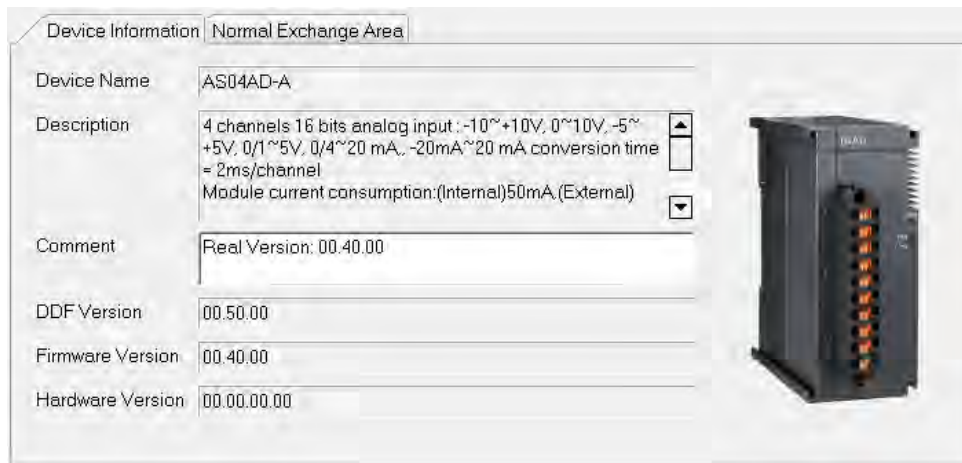 Device Information Normal Exchange Area
Device Name AS04AD-A
Description 4 channels 16 bits analog input : -10~+10V, 0~10V, -5~
+5V, 0/1~5V, 0/4~20 mA,, -20mA~20 mA conversion time
= 2ms/channel
Module current consumption:(Internal)50mA,(External)
Comment Real Version: 00.40.00
DDF Version 00.50.00
Firmware Version 00.40.00
Hardware Version 00.00.00.00